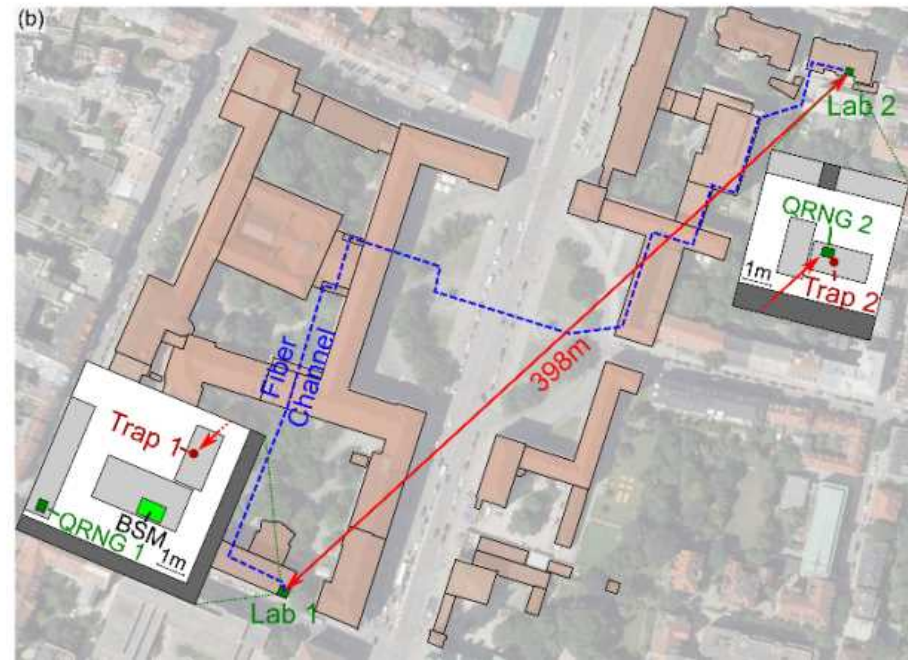 (b)
Lab 2
QRNG 2
1m
Trap 2
398m
Fiber
Channel
Trap 1
QRNG 1
BSM
1m
Lab 1